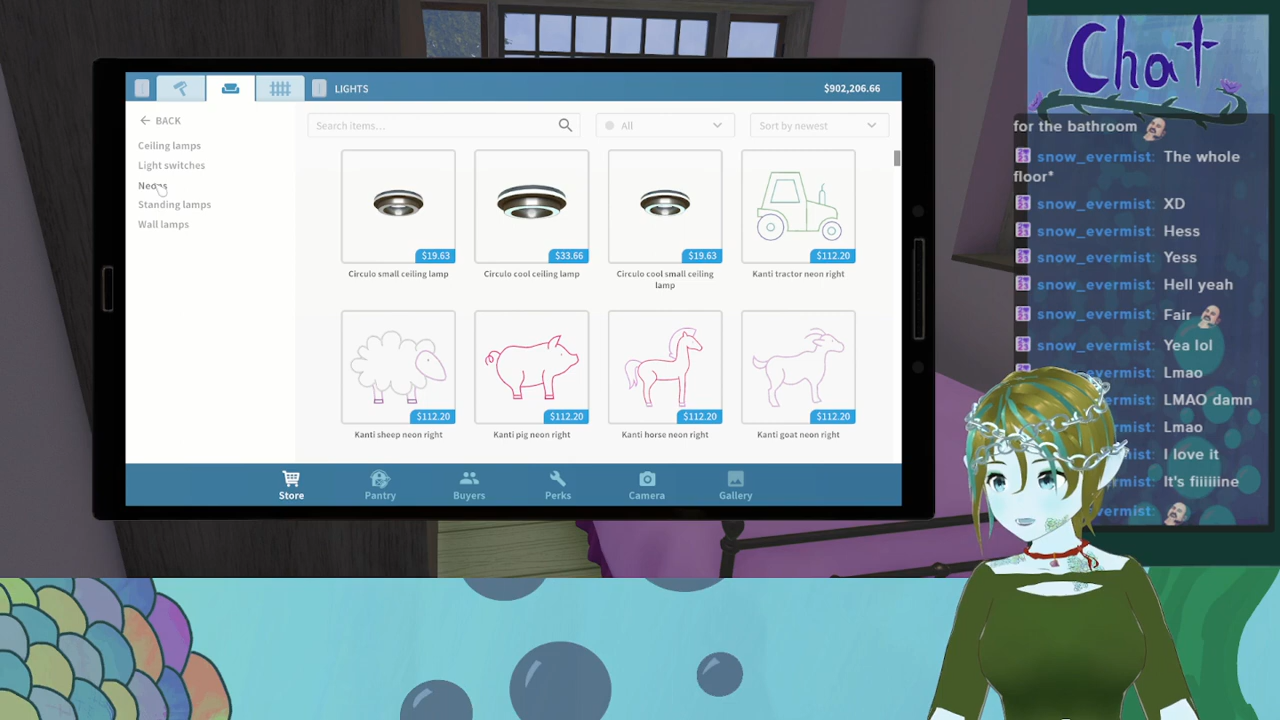 LIGHTS
$902,206.66
BACK
Ceiling lamps
Light switches
Neons
Standing lamps
Wall lamps
Search items...
All
Sort by newest
$19.63
$33.66
$19.63
$112.20
Circulo small ceiling lamp
Circulo cool ceiling lamp
Circulo cool small ceiling
lamp
Kanti tractor neon right
$112.20
$112.20
$112.20
$112.20
Kanti sheep neon right
Kanti pig neon right
Kanti horse neon right
Kanti goat neon right
Store
Pantry
Buyers
Perks
Camera
Gallery
Chat
for the bathroom
snow_evermist: The whole
floor*
snow_evermist: XD
snow_evermist: Hess
snow_evermist: Yess
snow_evermist: Hell yeah
snow_evermist: Fair
snow_evermist: Yea lol
Lmao
LMAO damn
Lmao
I love it
It's fiiiiiine